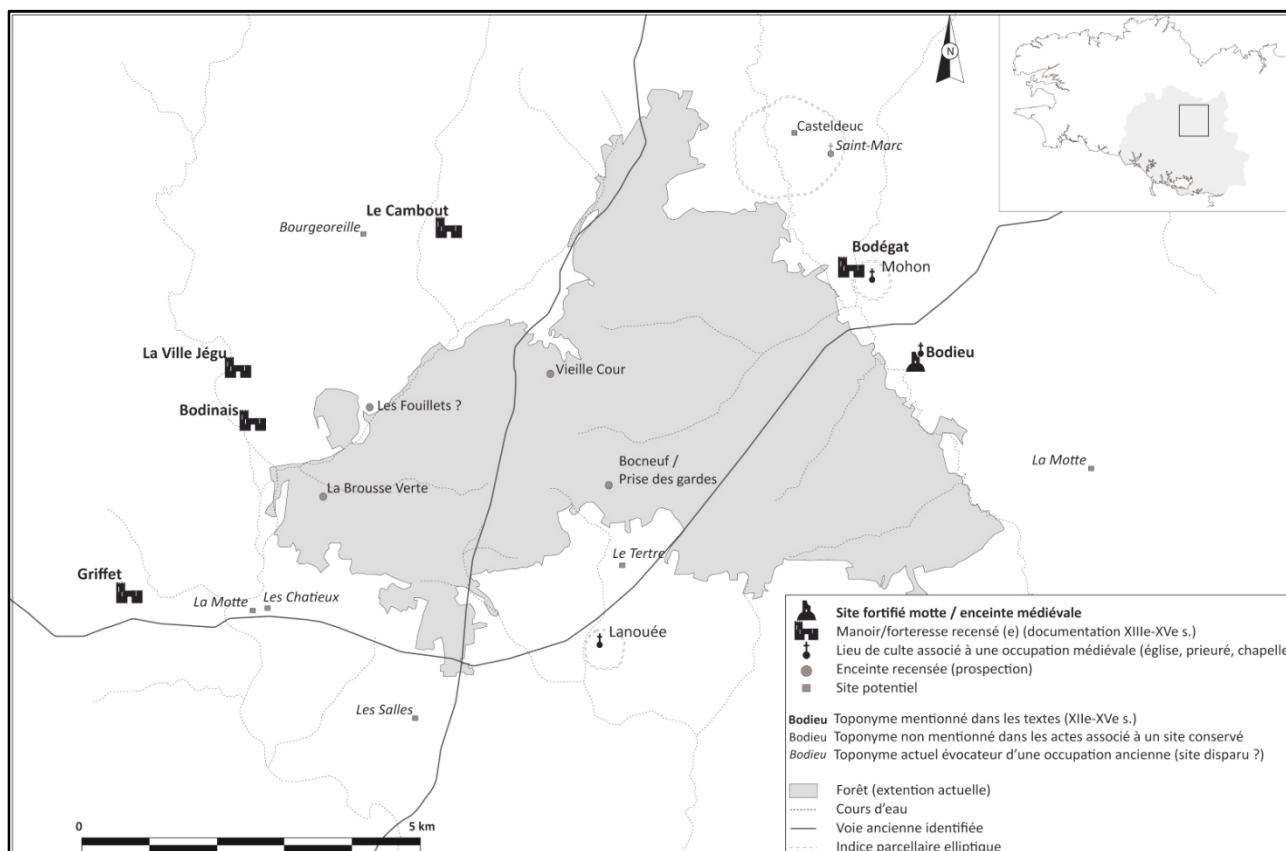 N
Casteldeuc
Saint-Marc
Le Cambout
Bourgeoreille
Bodégat
Mohon
La Ville Jégu
Vieille Cour
Bodieu
Bodinais
Les Fouillets ?
Bocneuf /
Prise des gardes
La Motte
La Brousse Verte
Le Tertre
Griffet
La Motte
Les Chatieux
Lanouée
Les Salles
0
5 km
Site fortifié motte / enceinte médiévale
Manoir/forteresse recensé (e) (documentation XIIIe-XVe s.)
Lieu de culte associé à une occupation médiévale (église, prieuré, chapelle
Enceinte recensée (prospection)
Site potentiel
Bodieu Toponyme mentionné dans les textes (XIIe-XVe s.)
Bodieu Toponyme non mentionné dans les actes associé à un site conservé
Bodieu Toponyme actuel évocateur d'une occupation ancienne (site disparu ?)
Forêt (extention actuelle)
Cours d'eau
Voie ancienne identifiée
Indice parcellaire elliptique